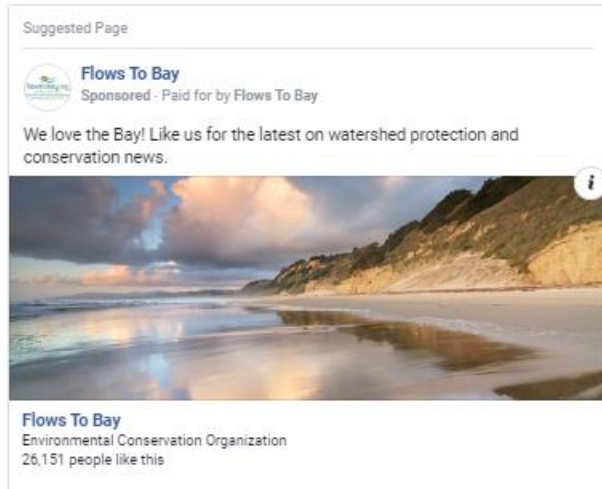 Suggested Page
Flows To Bay
Sponsored · Paid for by Flows To Bay
We love the Bay! Like us for the latest on watershed protection and
conservation news.
i
Flows To Bay
Environmental Conservation Organization
26,151 people like this